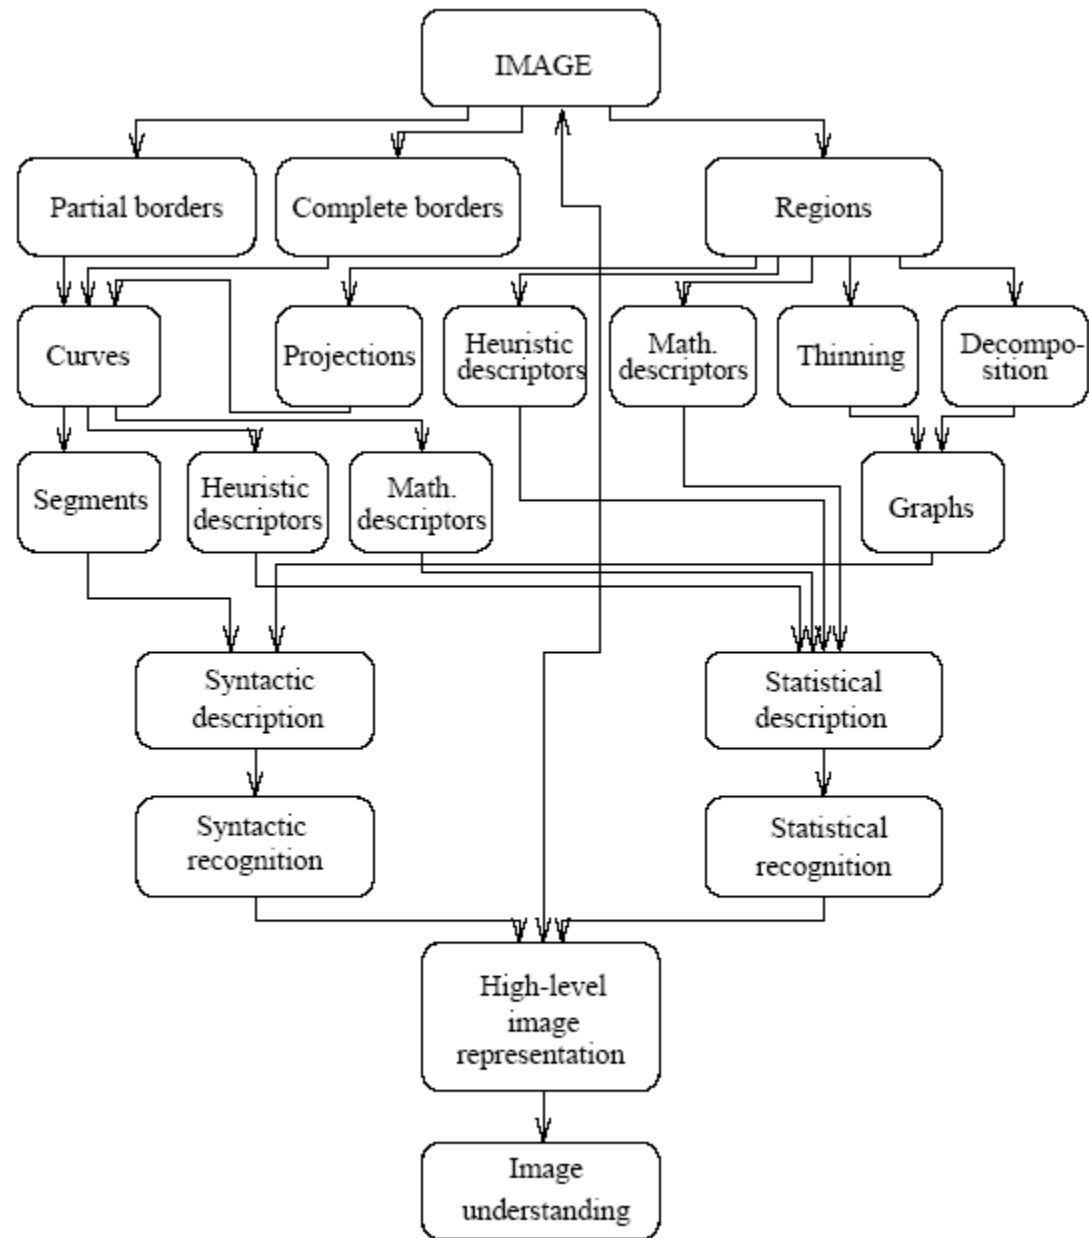 IMAGE
Partial borders
Complete borders
Regions
Curves
Projections
Heuristic
descriptors
Math.
descriptors
Thinning
Decompo-
sition
Segments
Heuristic
descriptors
Math.
descriptors
Graphs
Syntactic
description
Statistical
description
Syntactic
recognition
Statistical
recognition
High-level
image
representation
Image
understanding